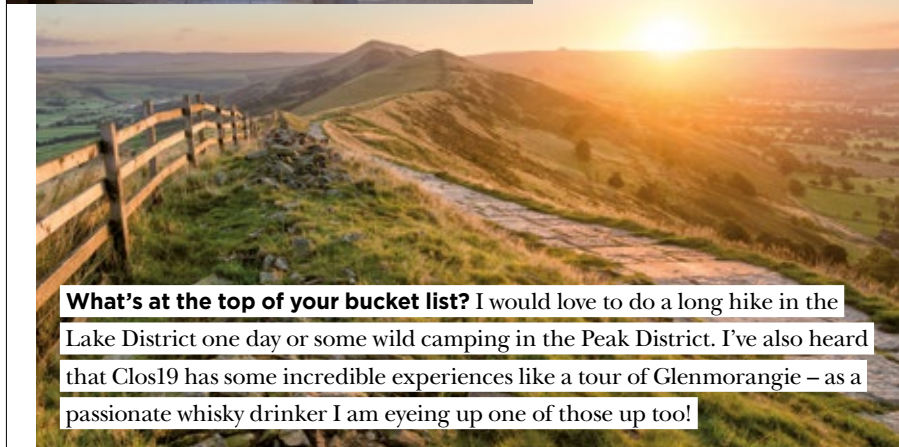 What’s at the top of your bucket list? I would love to do a long hike in the
Lake District one day or some wild camping in the Peak District. I’ve also heard
that Clos19 has some incredible experiences like a tour of Glenmorangie – as a
passionate whisky drinker I am eyeing up one of those up too!